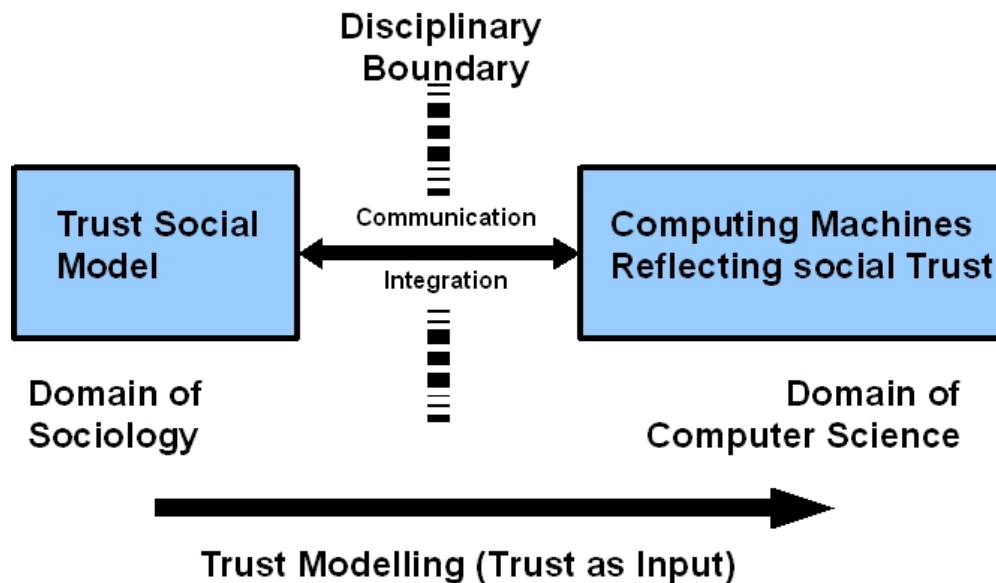 Disciplinary
Boundary
Trust Social
Model
Communication
Integration
Computing Machines
Reflecting social Trust
Domain of
Sociology
Domain of
Computer Science
Trust Modelling (Trust as Input)